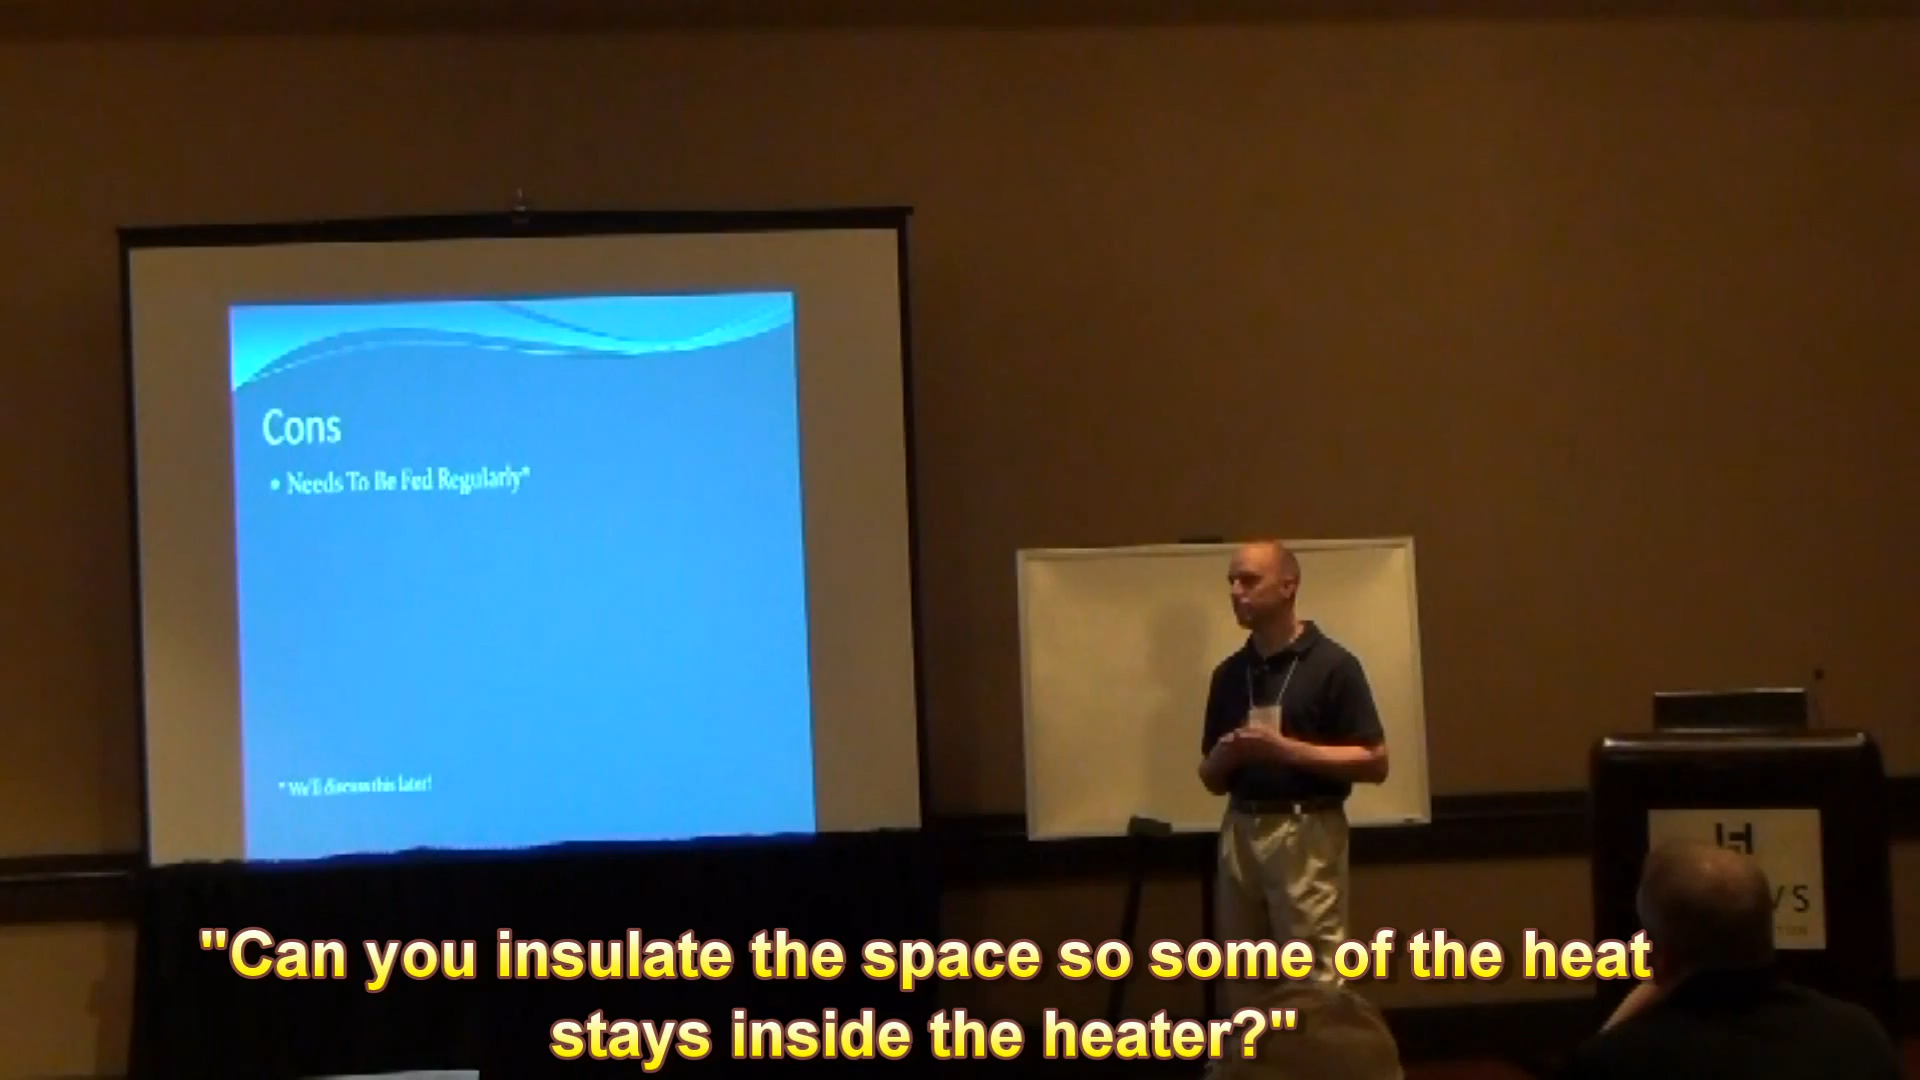 Cons
• Needs To Be Fed Regularly*
* We'll discuss this later!
"Can you insulate the space so some of the heat
stays inside the heater?"